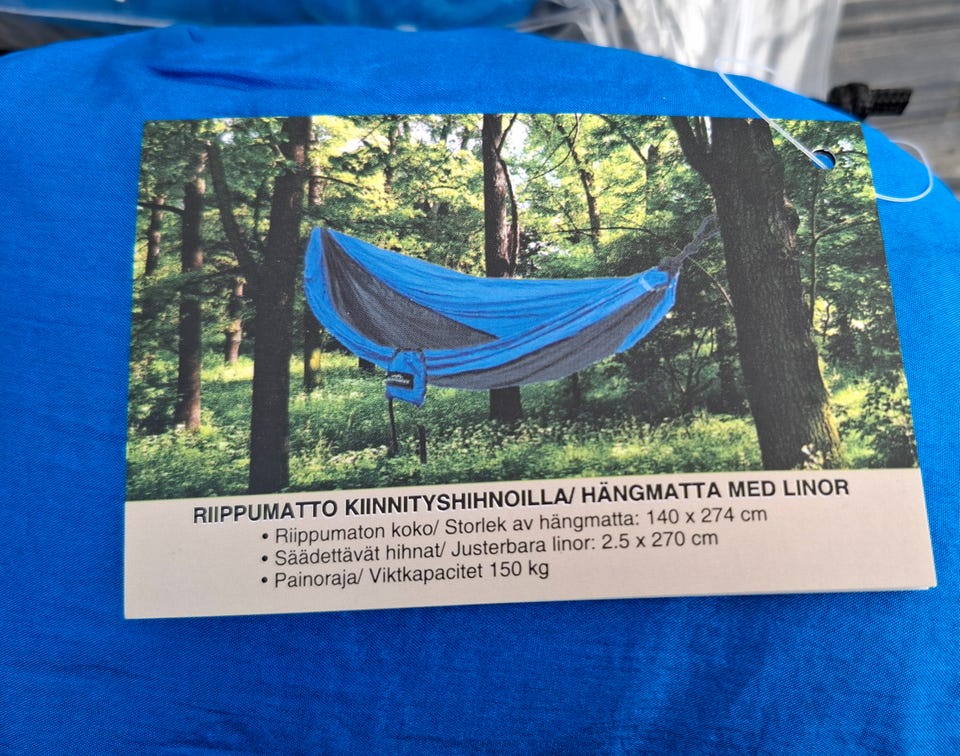 RIIPPUMATTO KIINNITYSHIHNOILLA/ HÄNGMATTA MED LINOR
• Riippumaton koko/ Storlek av hängmatta: 140 x 274 cm
• Säädettävät hihnat/ Justerbara linor: 2.5 x 270 cm
• Painoraja/ Viktkapacitet 150 kg